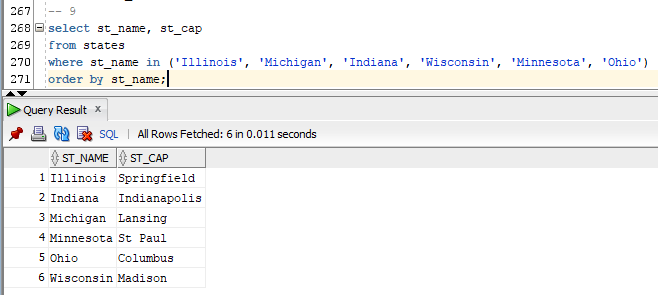 267 -- 9
268 select st_name, st_cap
269 from states
270 where st_name in ('Illinois', 'Michigan', 'Indiana', 'Wisconsin', 'Minnesota', 'Ohio')
271 order by st_name;
Query Result x
SQL | All Rows Fetched: 6 in 0.011 seconds
ST_NAME ST_CAP
1 Illinois Springfield
2 Indiana Indianapolis
3 Michigan Lansing
4 Minnesota St Paul
5 Ohio Columbus
6 Wisconsin Madison